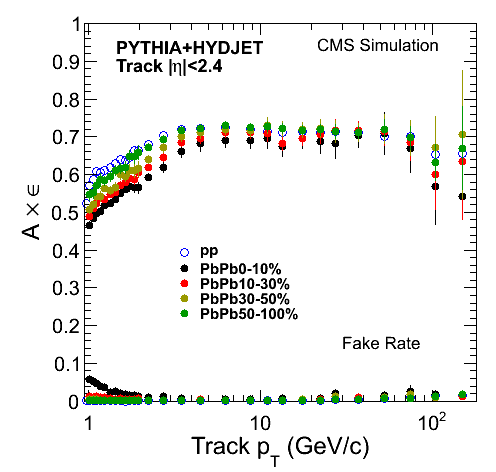 PYTHIA+HYDJET
CMS Simulation
Track |η|<2.4
A × ϵ
1
0.9
0.8
0.7
0.6
0.5
0.4
0.3
0.2
0.1
0
pp
PbPb0-10%
PbPb10-30%
PbPb30-50%
PbPb50-100%
Fake Rate
1
10
10²
Track p_T (GeV/c)